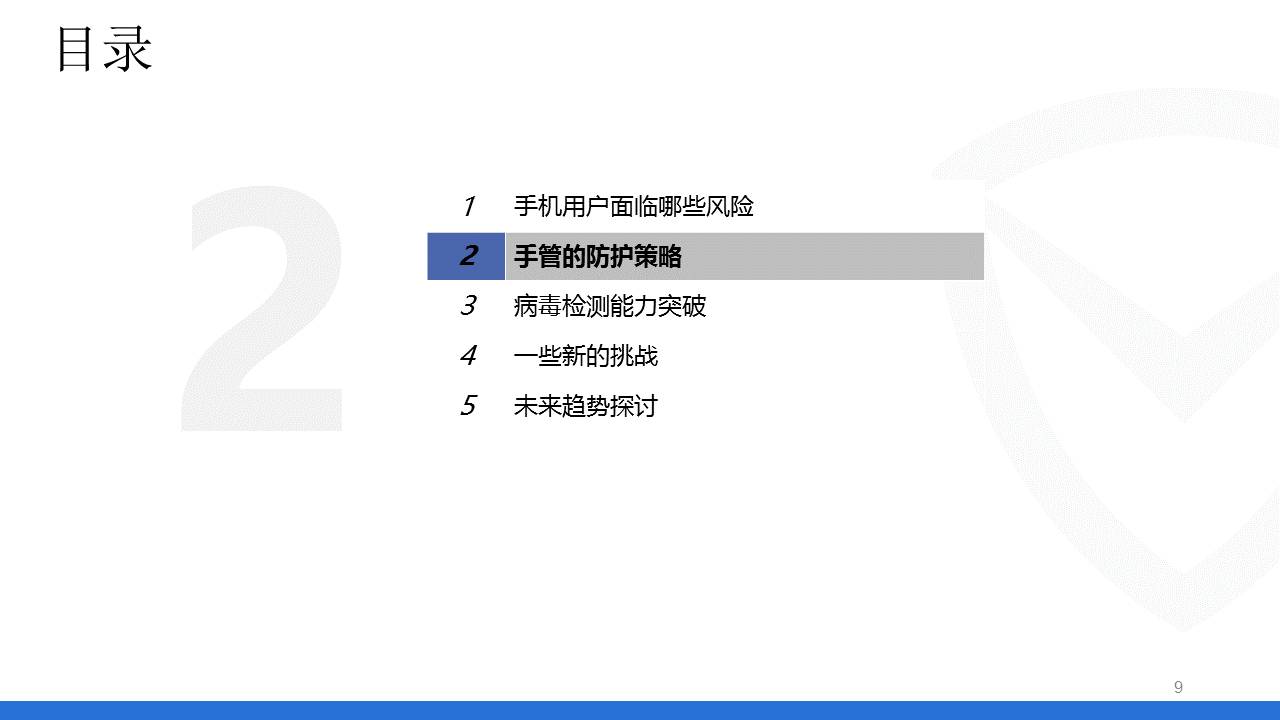 目录
2
1 手机用户面临哪些风险
2 手管的防护策略
3 病毒检测能力突破
4 一些新的挑战
5 未来趋势探讨
9